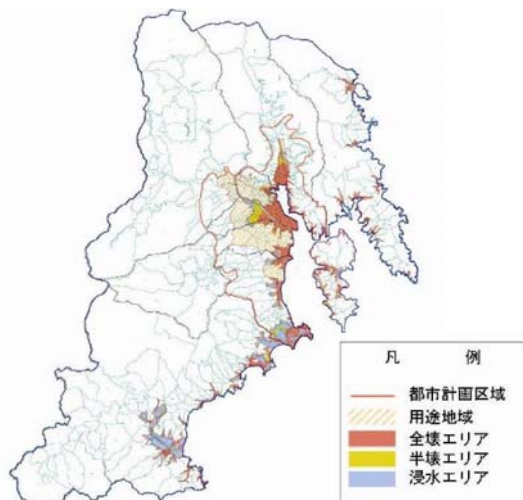 凡 例
都市計画区域
用途地域
全壊エリア
半壊エリア
浸水エリア